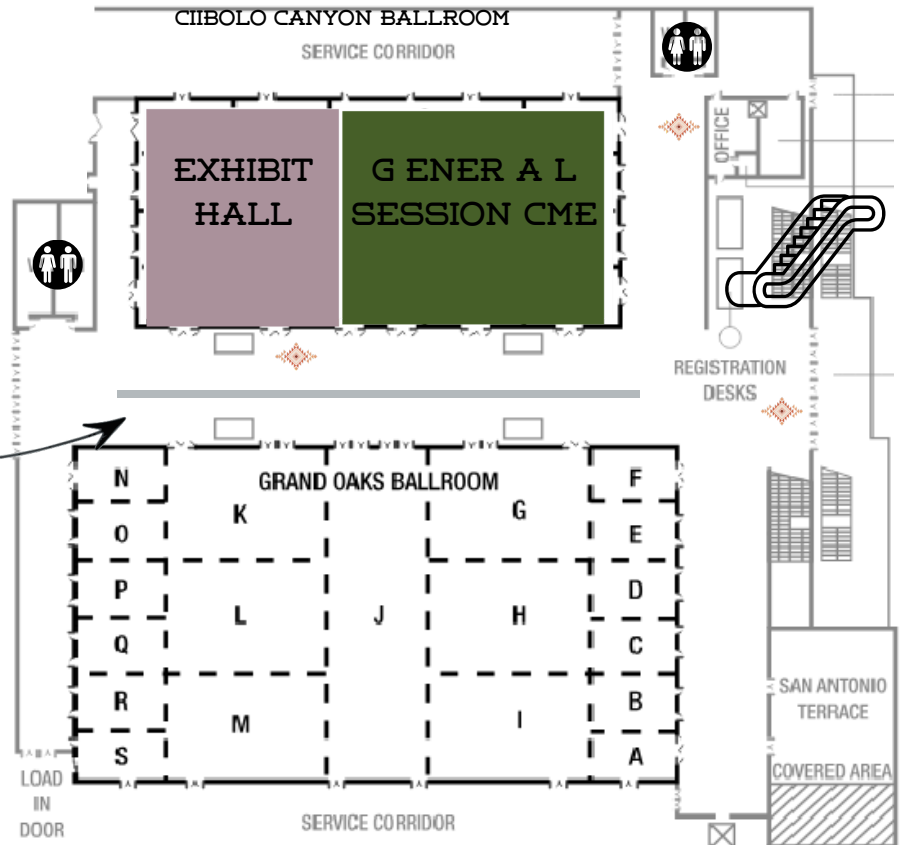 CIIBOLO CANYON BALLROOM
SERVICE CORRIDOR
OFFICE
EXHIBIT
HALL
G ENER A L
SESSION CME
REGISTRATION
DESKS
GRAND OAKS BALLROOM
N
O
P
Q
R
S
K
L
M
J
G
H
I
F
E
D
C
B
A
SAN ANTONIO
TERRACE
COVERED AREA
LOAD
IN
DOOR
SERVICE CORRIDOR